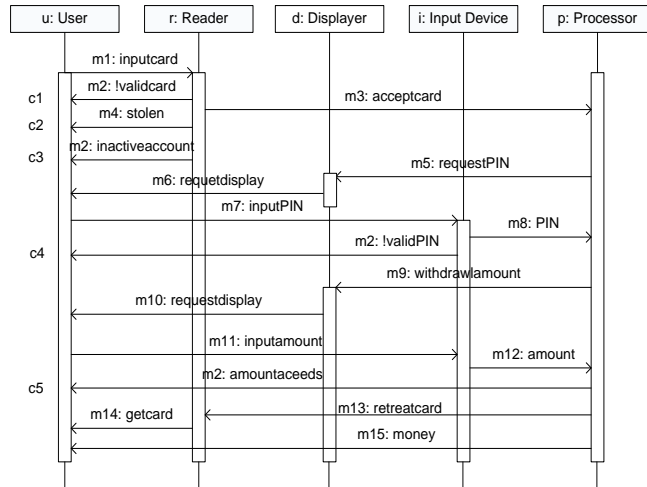 u: User
r: Reader
d: Displayer
i: Input Device
p: Processor
m1: inputcard
m2: !validcard
c1
m3: acceptcard
m4: stolen
c2
m2: inactiveaccount
c3
m5: requestPIN
m6: requetdisplay
m7: inputPIN
m8: PIN
m2: !validPIN
c4
m9: withdrawlamount
m10: requestdisplay
m11: inputamount
m12: amount
m2: amountaceeds
c5
m13: retreatcard
m14: getcard
m15: money